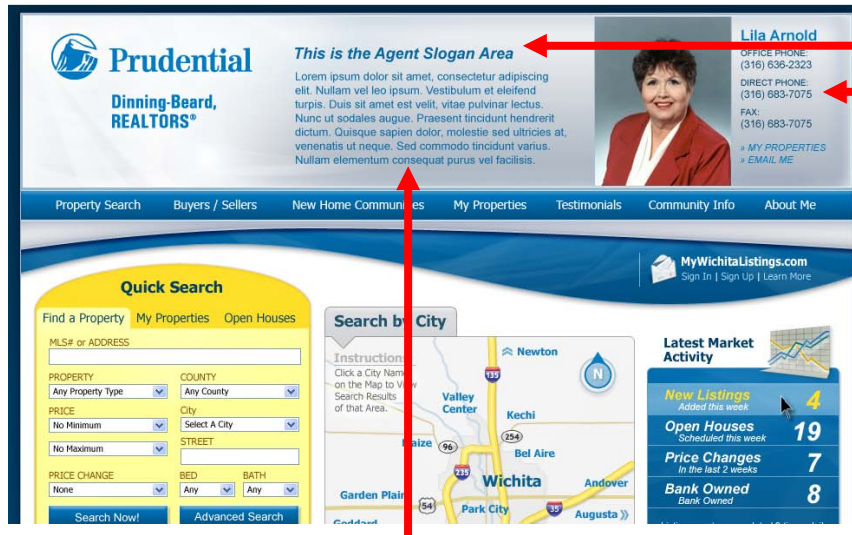 Prudential
Dinning-Beard,
REALTORS®
This is the Agent Slogan Area
Lorem ipsum dolor sit amet, consectetur adipiscing
elit. Nullam vel leo ipsum. Vestibulum et eleifend
turpis. Duis sit amet est velit, vitae pulvinar lectus.
Nunc ut sodales augue. Praesent tincidunt hendrerit
dictum. Quisque sapien dolor, molestie sed ultricies at,
venenatis ut neque. Sed commodo tincidunt varius.
Nullam elementum consequat purus vel facilisis.
Lila Arnold
OFFICE PHONE:
(316) 636-2323
DIRECT PHONE:
(316) 683-7075
FAX:
(316) 683-7075
» MY PROPERTIES
» EMAIL ME
Property Search Buyers / Sellers New Home Communities My Properties Testimonials Community Info About Me
MyWichitaListings.com
Sign In | Sign Up | Learn More
Quick Search
Find a Property My Properties Open Houses
MLS# or ADDRESS
PROPERTY COUNTY
Any Property Type Any County
PRICE City
No Minimum Select A City
STREET
No Maximum
PRICE CHANGE BED BATH
None Any Any
Search Now! Advanced Search
Search by City
Instructions
Click a City Name
on the Map to View
Search Results
of that Area.
Newton
N
135
Valley
Center
Kechi
Maize 96 254
Bel Aire
235
Wichita
Andover
Garden Plain
54
Park City
35
Augusta »
Goddard
Latest Market
Activity
New Listings 4
Added this week
Open Houses 19
Scheduled this week
Price Changes 7
In the last 2 weeks
Bank Owned 8
Bank Owned